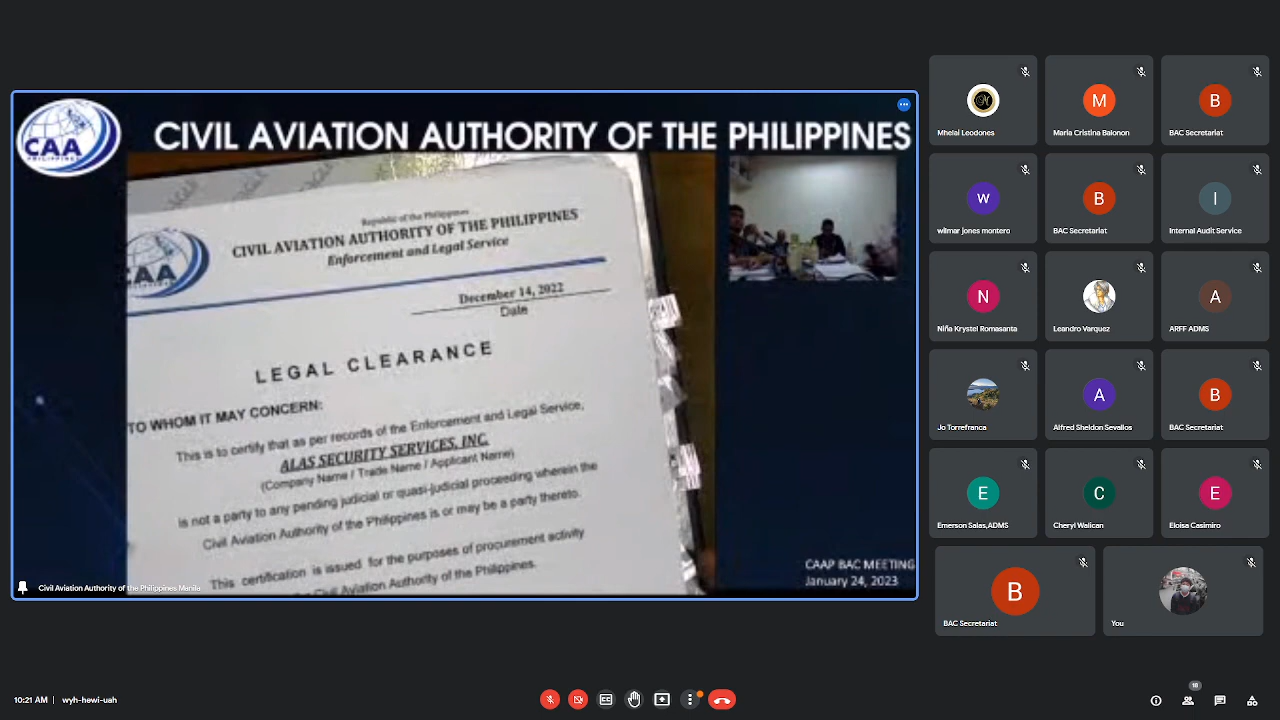 CAA
PHILIPPINES
CIVIL AVIATION AUTHORITY OF THE PHILIPPINES
Republic of the Philippines
CIVIL AVIATION AUTHORITY OF THE PHILIPPINES
Enforcement and Legal Service
CAA
December 14, 2022
Date
LEGAL CLEARANCE
TO WHOM IT MAY CONCERN:
This is to certify that as per records of the Enforcement and Legal Service,
ALAS SECURITY SERVICES, INC.
(Company Name / Trade Name / Applicant Name)
is not a party to any pending judicial or quasi-judicial proceeding wherein the
Civil Aviation Authority of the Philippines is or may be a party thereto.
This certification is issued for the purposes of procurement activity
Civil Aviation Authority of the Philippines.
CAAP BAC MEETING
January 24, 2023
Civil Aviation Authority of the Philippines Manila
M
B
Maria Cristina Banon
BAC Secretariat
w
B
I
wilmar jones montero
BAC Secretariat
Internal Audit Service
N
A
Niña Krystel Romasanta
Leandro Varquez
ARFF ADMS
A
B
Jo Torrefranca
Alfred Sheldon Sevallos
BAC Secretariat
E
C
E
Emerson Salas,ADMS
Cheryl Walican
Eloisa Casimiro
B
BAC Secretariat
You
10:21 AM | wyh-hewi-uah
18